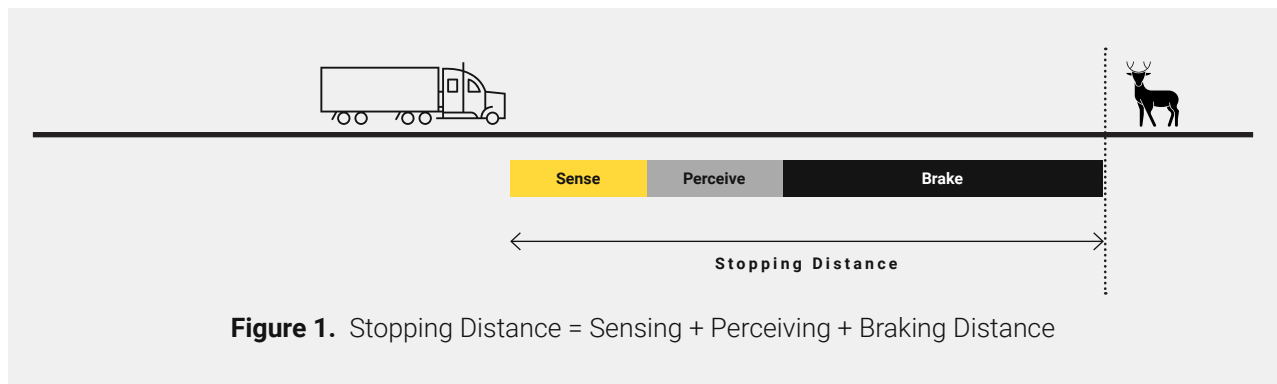 Sense Perceive Brake
Stopping Distance
Figure 1. Stopping Distance = Sensing + Perceiving + Braking Distance